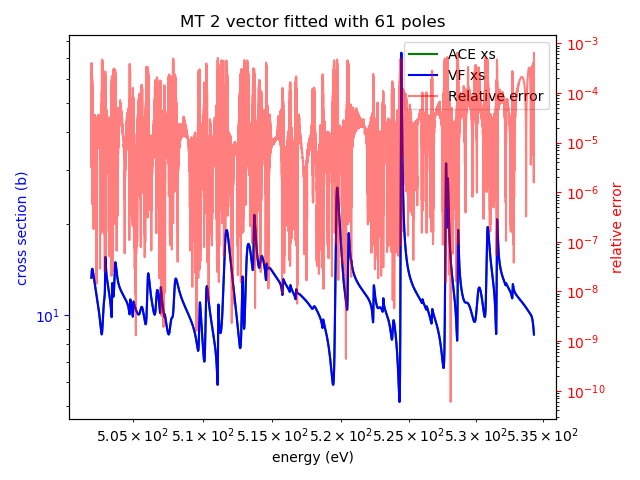 MT 2 vector fitted with 61 poles
ACE xs
VF xs
Relative error
cross section (b)
10¹
10⁻³
10⁻⁴
10⁻⁵
10⁻⁶
10⁻⁷
10⁻⁸
10⁻⁹
10⁻¹⁰
relative error
5.05 × 10² 5.1 × 10² 5.15 × 10² 5.2 × 10² 5.25 × 10² 5.3 × 10² 5.35 × 10²
energy (eV)